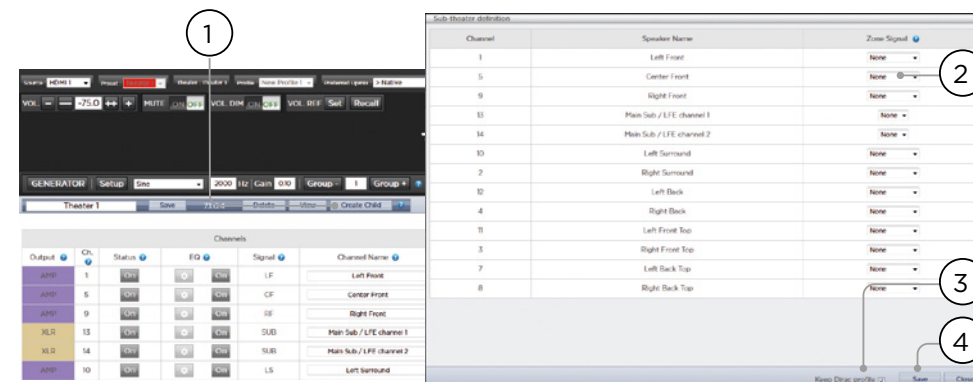 1
Source HDMI 1 Preset Theater Theater 1 Profile New Profile 1 Preferred Upmix > Native
VOL - -75.0 ↔ + MUTE ON OFF VOL DIM ON OFF VOL REF Set Recall
GENERATOR Setup Sine 2000 Hz Gain 0.10 Group - 1 Group + ?
Theater 1 Save Delete View Create Child ?
Channels
Output ? Ch. ? Status ? EQ ? Signal ? Channel Name ?
AMP 1 On On LF Left Front
AMP 5 On On CF Center Front
AMP 9 On On RF Right Front
XLR 13 On On SUB Main Sub / LFE channel 1
XLR 14 On On SUB Main Sub / LFE channel 2
AMP 10 On On LS Left Surround
Sub-theater definition
Channel Speaker Name Zone Signal ?
1 Left Front None
5 Center Front None
2
9 Right Front None
13 Main Sub / LFE channel 1 None
14 Main Sub / LFE channel 2 None
10 Left Surround None
2 Right Surround None
12 Left Back None
4 Right Back None
11 Left Front Top None
3 Right Front Top None
7 Left Back Top None
8 Right Back Top None
3
4
Keep Dirac profile Save Close